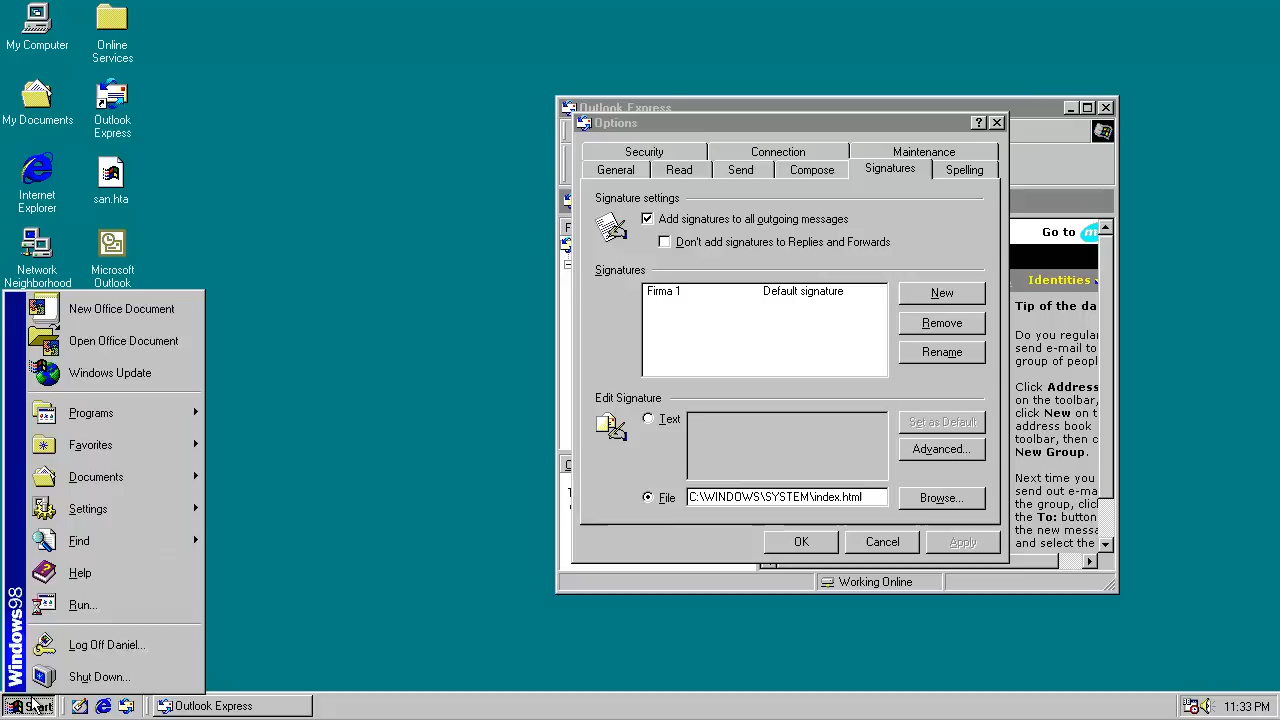 My Computer
Online
Services
My Documents
Outlook
Express
Internet
Explorer
san.hta
Network
Neighborhood
Microsoft
Outlook
New Office Document
Open Office Document
Windows Update
Programs
Favorites
Documents
Settings
Find
Help
Run...
Log Off Daniel...
Shut Down...
Windows98
Outlook Express
Options
Security
Connection
Maintenance
General
Read
Send
Compose
Signatures
Spelling
Signature settings
Add signatures to all outgoing messages
Don't add signatures to Replies and Forwards
Signatures
Firma 1 Default signature
New
Remove
Rename
Edit Signature
Text
Set as Default
Advanced...
File
C:\WINDOWS\SYSTEM\index.html
Browse...
OK
Cancel
Apply
Go to
Identities
Tip of the da
Do you regular
send e-mail to
group of peopl
Click Address
on the toolbar,
click New on t
address book
toolbar, then c
New Group.
Next time you
send out e-ma
the group, clic
the To: button
the new messa
and select the
Working Online
Start
Outlook Express
11:33 PM